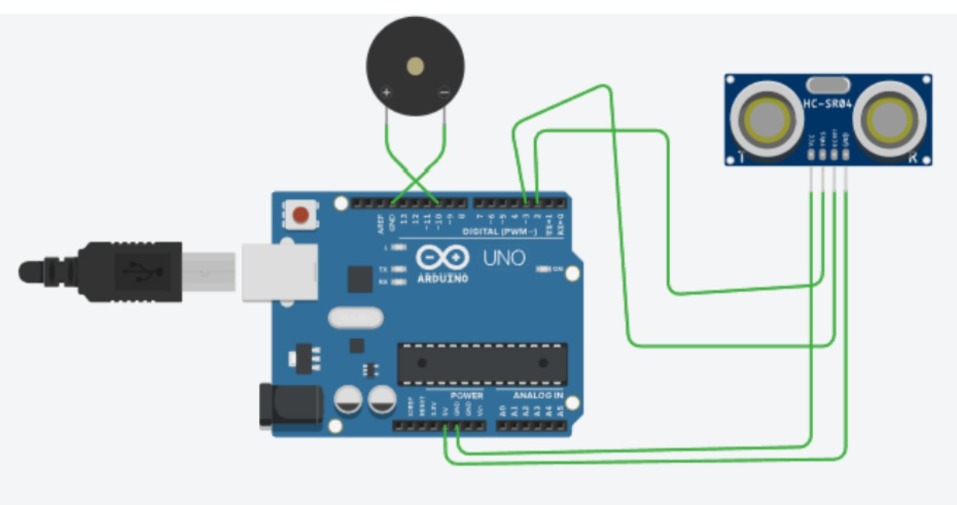 + −
HC-SR04
VCC
TRIG
ECHO
GND
T R
AREF
GND
13
12
~11
~10
~9
8
7
~6
~5
4
~3
2
TX→1
RX←0
DIGITAL (PWM~)
L
TX
RX
UNO
ARDUINO
ON
POWER
ANALOG IN
IOREF
RESET
3.3V
5V
GND
GND
Vin
A0
A1
A2
A3
A4
A5